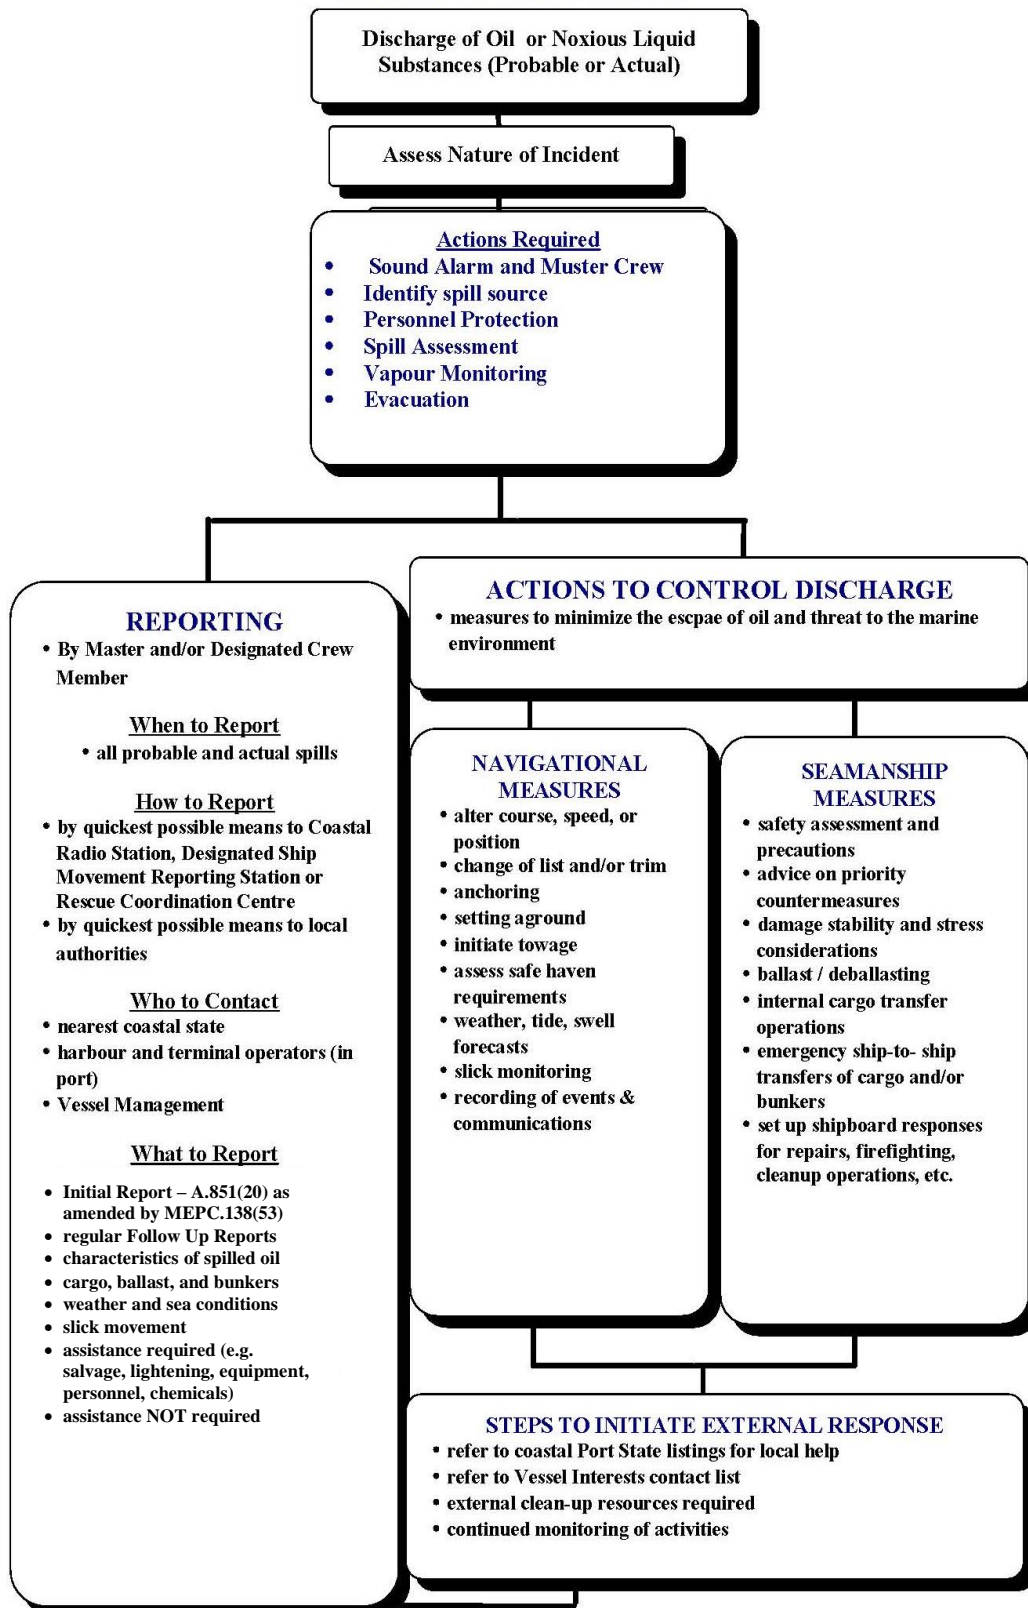 Discharge of Oil or Noxious Liquid
Substances (Probable or Actual)
Assess Nature of Incident
Actions Required
• Sound Alarm and Muster Crew
• Identify spill source
• Personnel Protection
• Spill Assessment
• Vapour Monitoring
• Evacuation
REPORTING
• By Master and/or Designated Crew
Member
When to Report
• all probable and actual spills
How to Report
• by quickest possible means to Coastal
Radio Station, Designated Ship
Movement Reporting Station or
Rescue Coordination Centre
• by quickest possible means to local
authorities
Who to Contact
• nearest coastal state
• harbour and terminal operators (in
port)
• Vessel Management
What to Report
• Initial Report – A.851(20) as
amended by MEPC.138(53)
• regular Follow Up Reports
• characteristics of spilled oil
• cargo, ballast, and bunkers
• weather and sea conditions
• slick movement
• assistance required (e.g.
salvage, lightening, equipment,
personnel, chemicals)
• assistance NOT required
ACTIONS TO CONTROL DISCHARGE
• measures to minimize the escpae of oil and threat to the marine
environment
NAVIGATIONAL
MEASURES
• alter course, speed, or
position
• change of list and/or trim
• anchoring
• setting aground
• initiate towage
• assess safe haven
requirements
• weather, tide, swell
forecasts
• slick monitoring
• recording of events &
communications
SEAMANSHIP
MEASURES
• safety assessment and
precautions
• advice on priority
countermeasures
• damage stability and stress
considerations
• ballast / deballasting
• internal cargo transfer
operations
• emergency ship-to- ship
transfers of cargo and/or
bunkers
• set up shipboard responses
for repairs, firefighting,
cleanup operations, etc.
STEPS TO INITIATE EXTERNAL RESPONSE
• refer to coastal Port State listings for local help
• refer to Vessel Interests contact list
• external clean-up resources required
• continued monitoring of activities